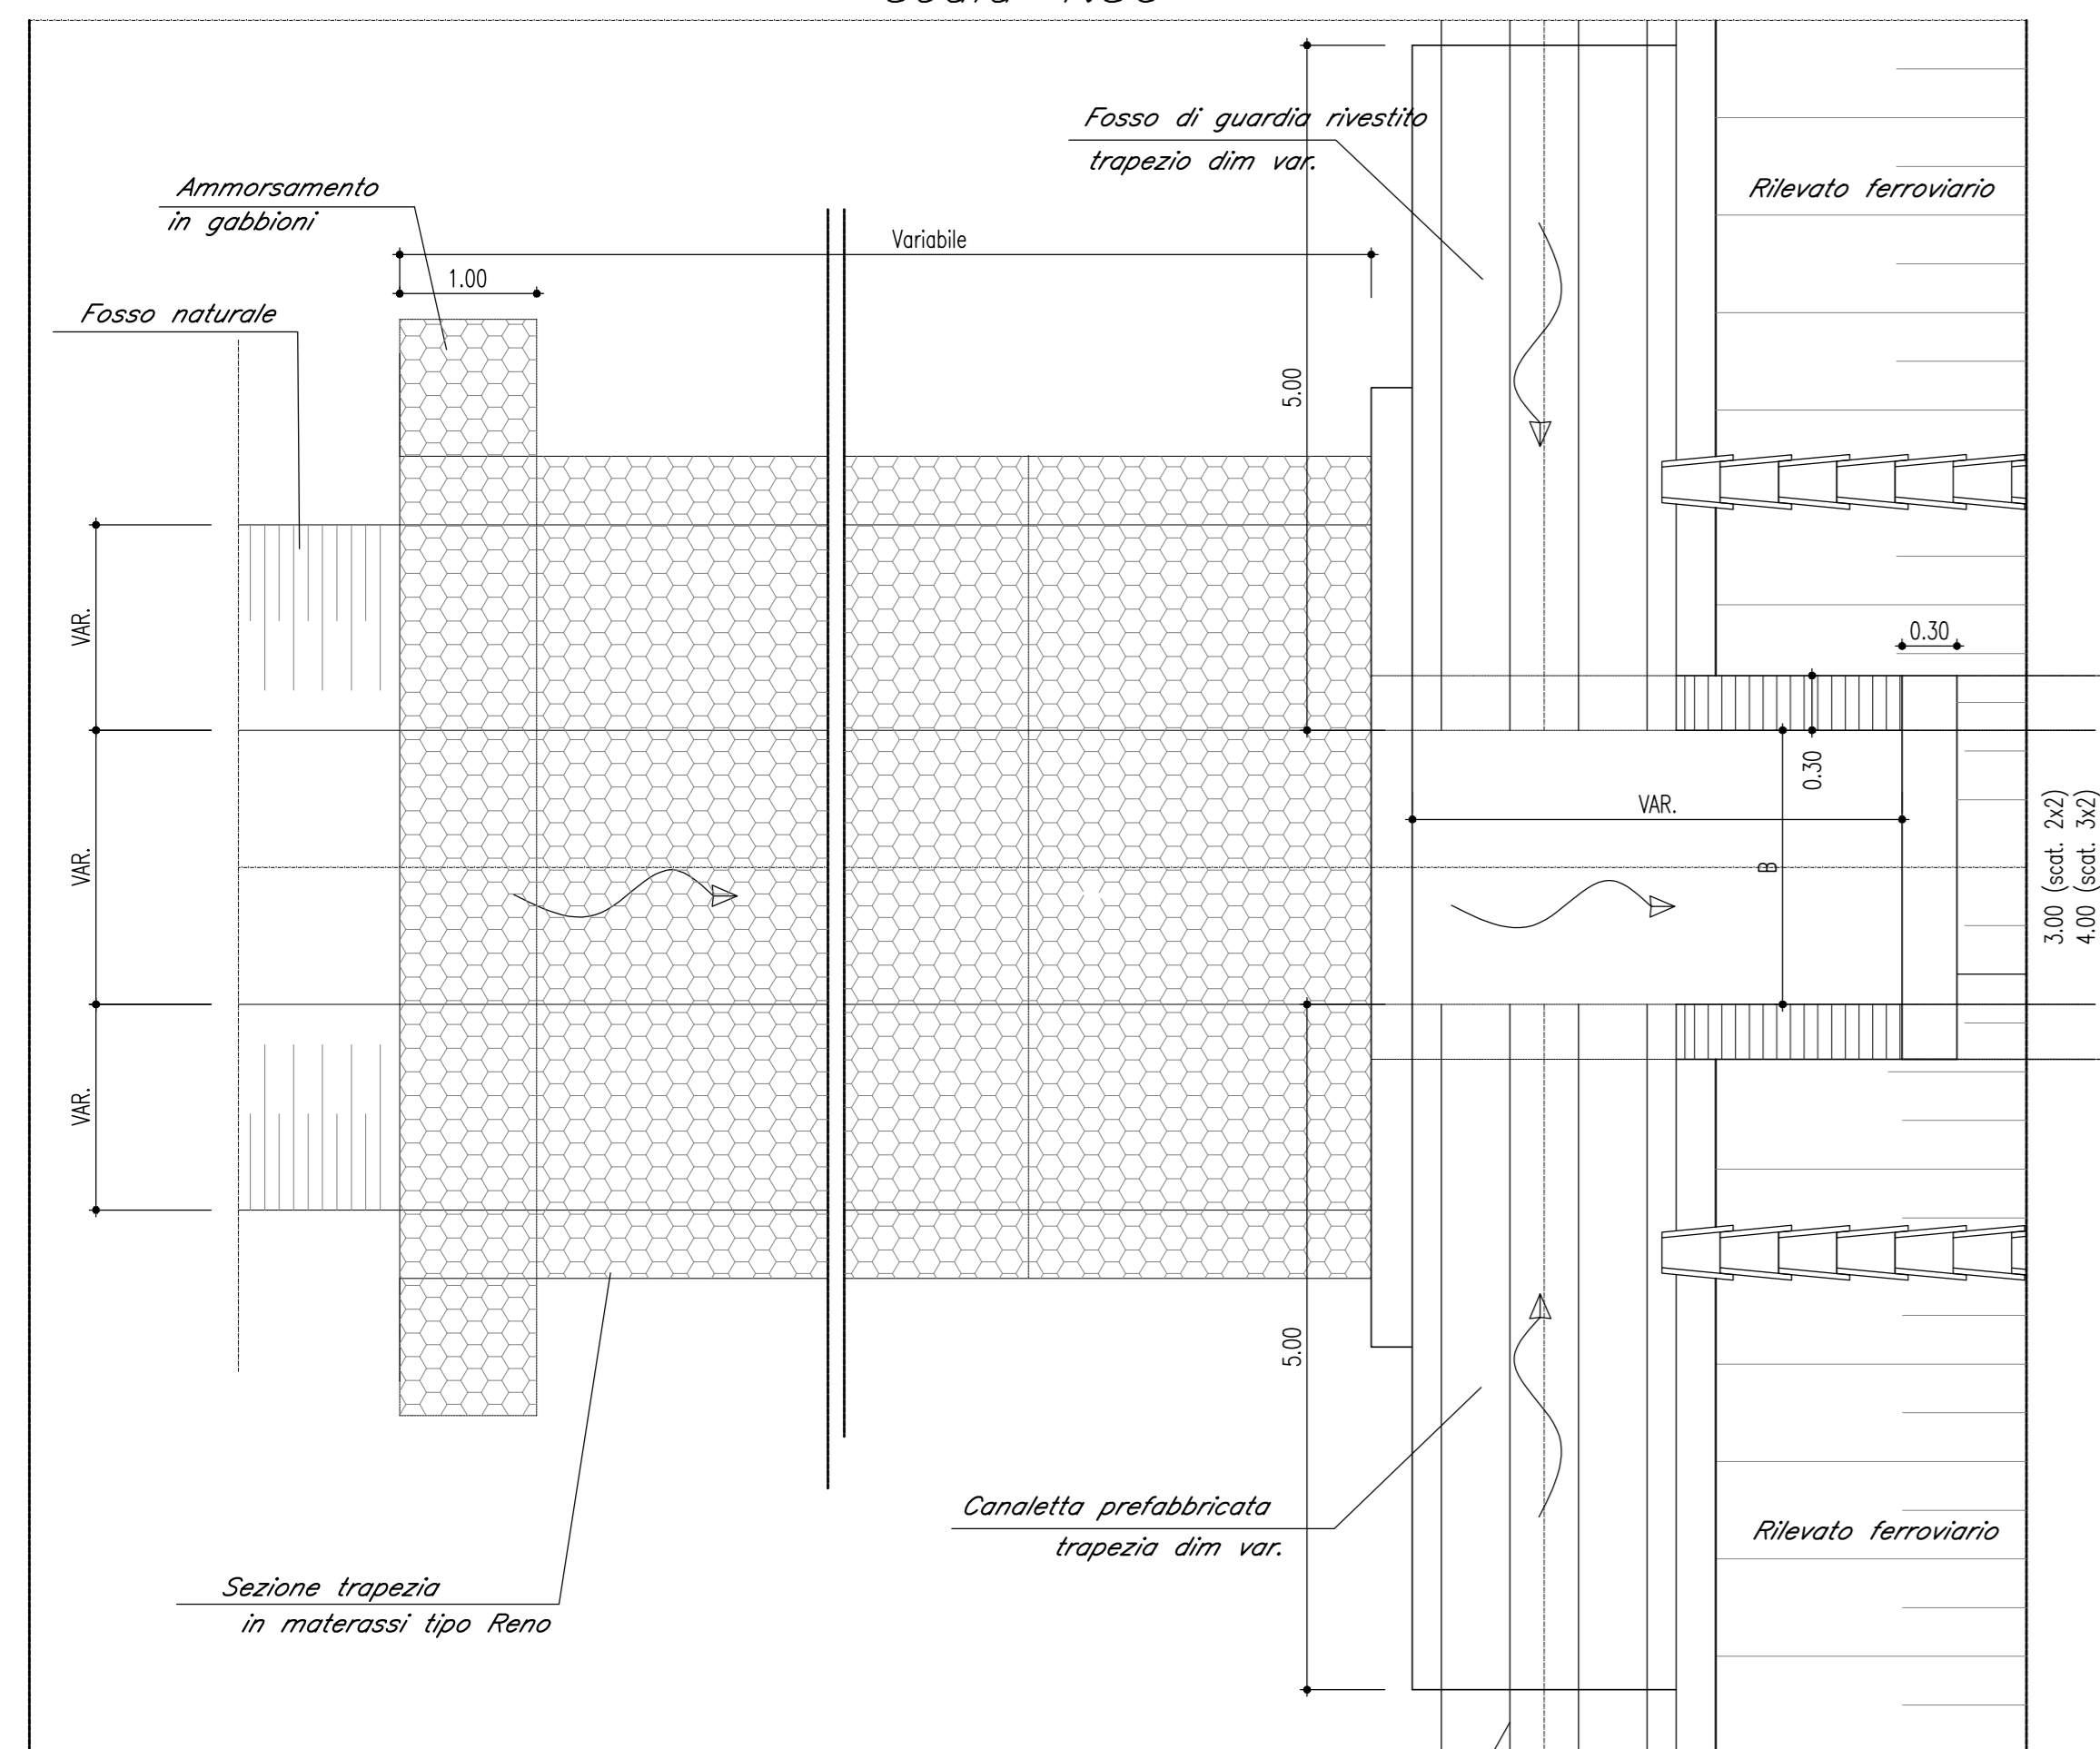 Fosso di guardia rivestito
trapezio dim var.
Ammorsamento
in gabbioni
Rilevato ferroviario
Variabile
1.00
Fosso naturale
5.00
VAR.
0.30
0.30
VAR.
VAR.
B
3.00 (scat. 2x2)
4.00 (scat. 3x2)
VAR.
5.00
Canaletta prefabbricata
trapezia dim var.
Rilevato ferroviario
Sezione trapezia
in materassi tipo Reno